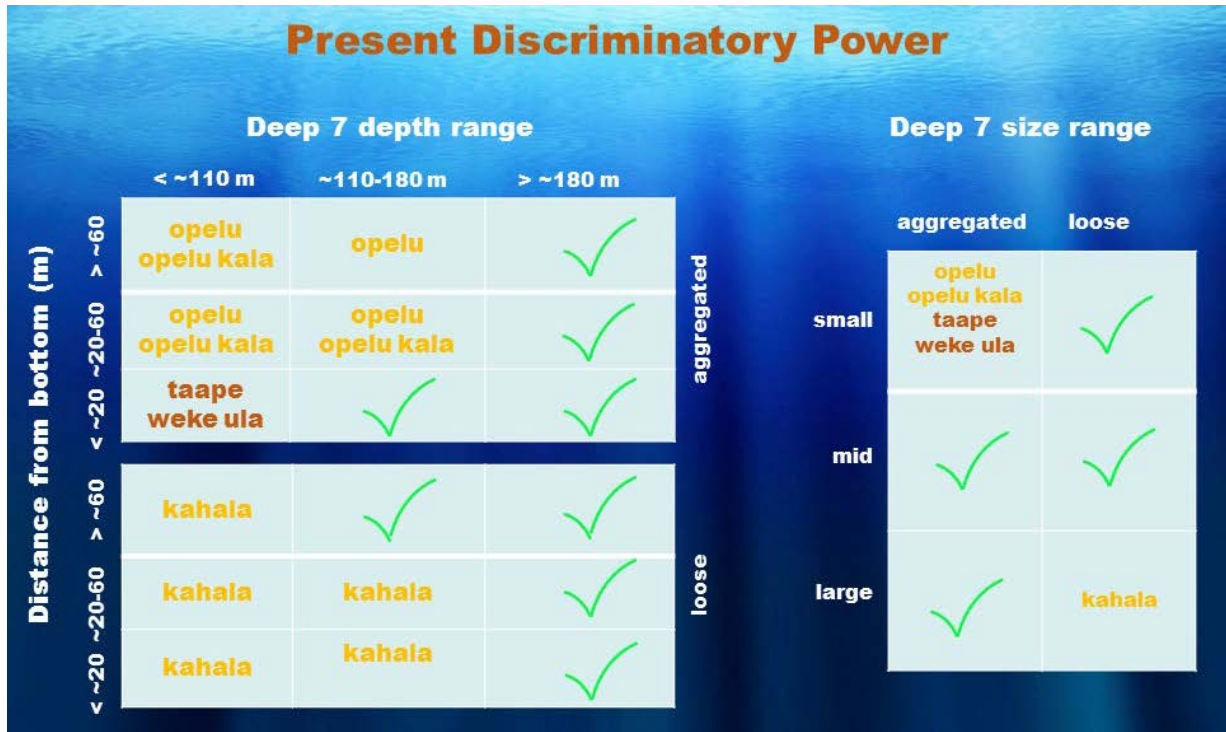 Present Discriminatory Power
Deep 7 depth range
< ~110 m ~110-180 m > ~180 m
Distance from bottom (m)
> ~60
opelu
opelu kala
opelu
~20-60
opelu
opelu kala
opelu
opelu kala
< ~20
taape
weke ula
aggregated
> ~60
kahala
~20-60
kahala
kahala
< ~20
kahala
kahala
loose
Deep 7 size range
aggregated loose
small
opelu
opelu kala
taape
weke ula
mid
large
kahala